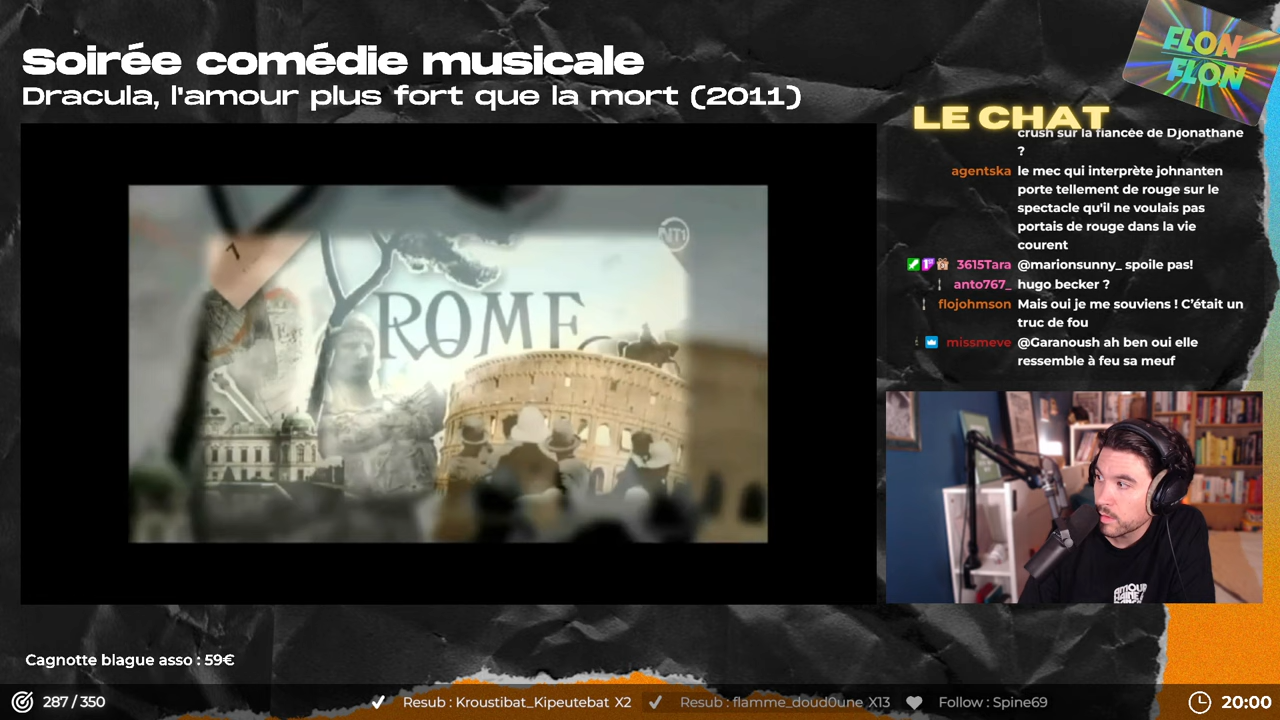 Soirée comédie musicale
Dracula, l'amour plus fort que la mort (2011)
FLON
FLON
LE CHAT
crush sur la fiancée de Djonathane
?
agentska le mec qui interprète johnanten
porte tellement de rouge sur le
spectacle qu'il ne voulais pas
portais de rouge dans la vie
courent
3615Tara @marionsunny_ spoile pas!
anto767_ hugo becker ?
flojohmson Mais oui je me souviens ! C'était un
truc de fou
missmeve @Garanoush ah ben oui elle
ressemble à feu sa meuf
NT1
ROME
Cagnotte blague asso : 59€
287 / 350
Resub : Kroustibat_Kipeutebat X2
Resub : flamme_doud0une X13
Follow : Spine69
20:00